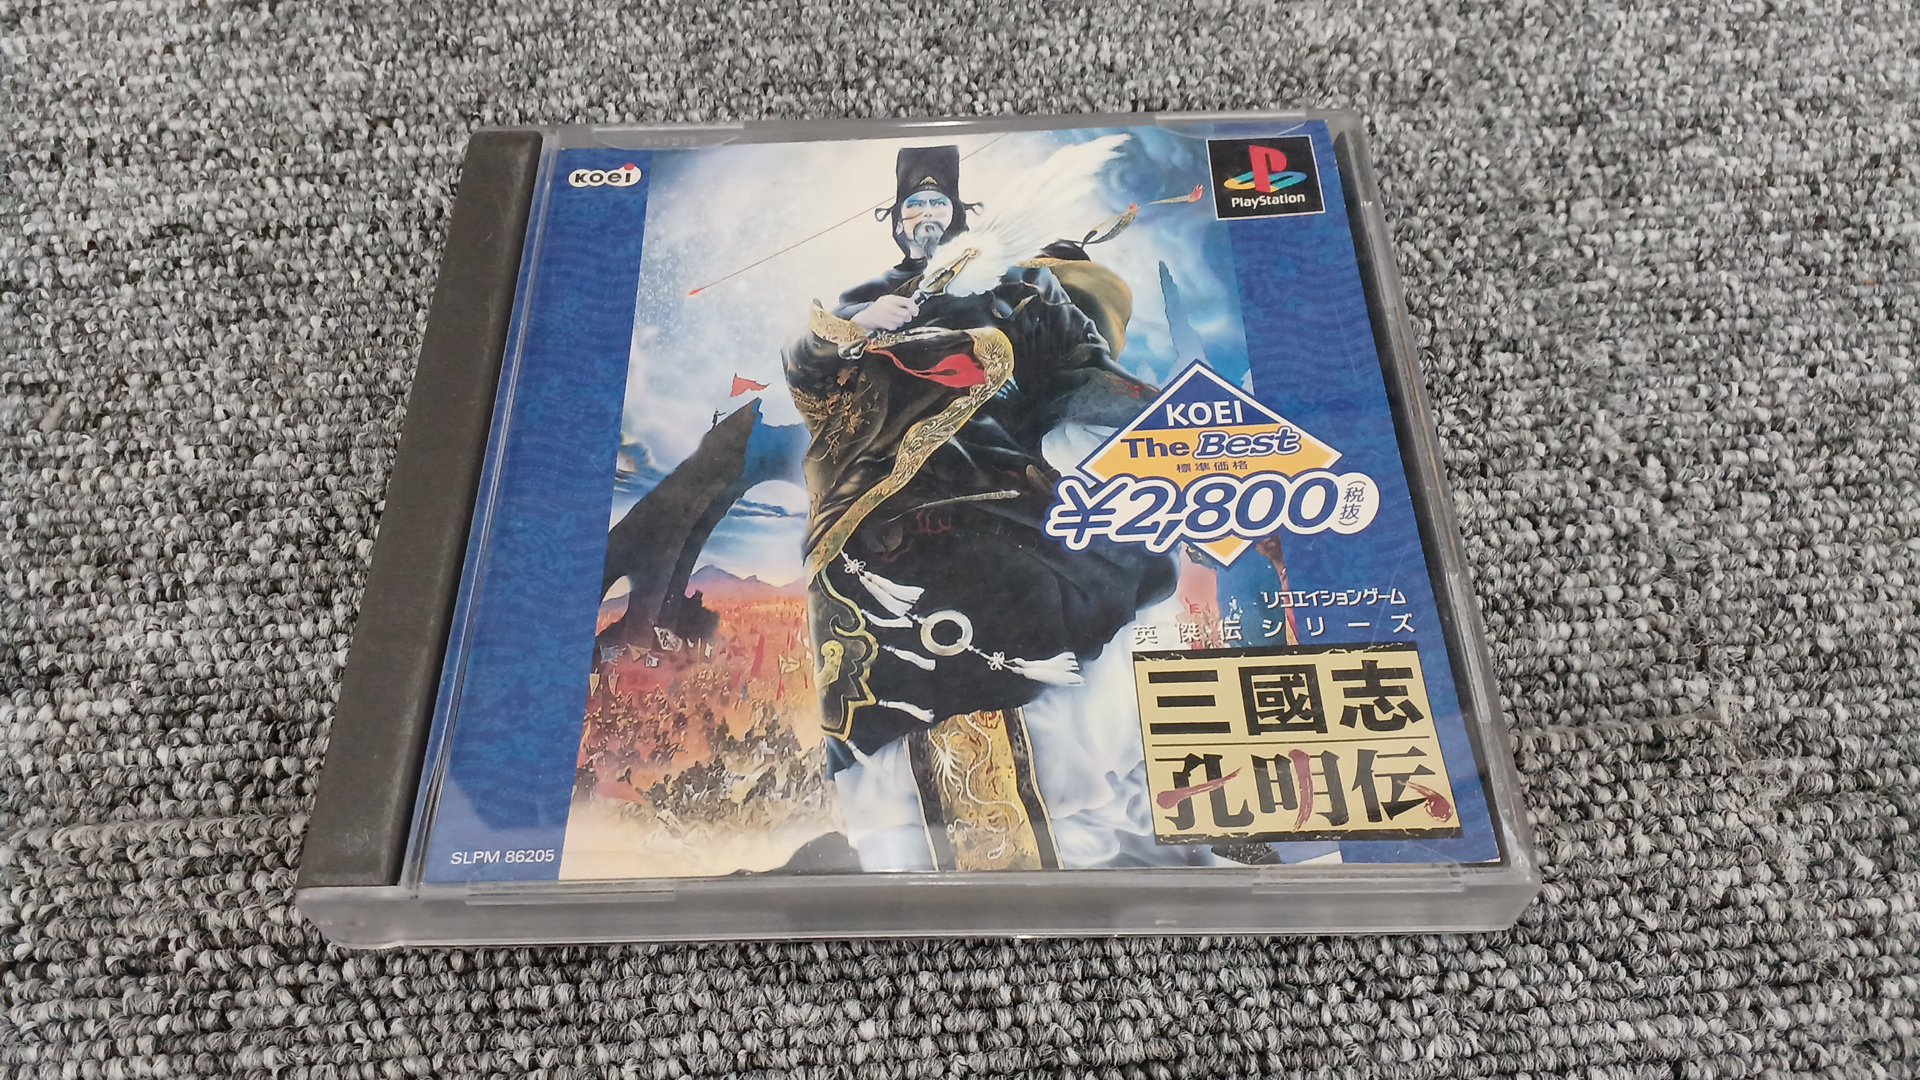 KOEI
PlayStation
KOEI
The Best
標準価格
¥2,800(税抜)
リコエイションゲーム
英傑伝シリーズ
三國志
孔明伝
SLPM 86205